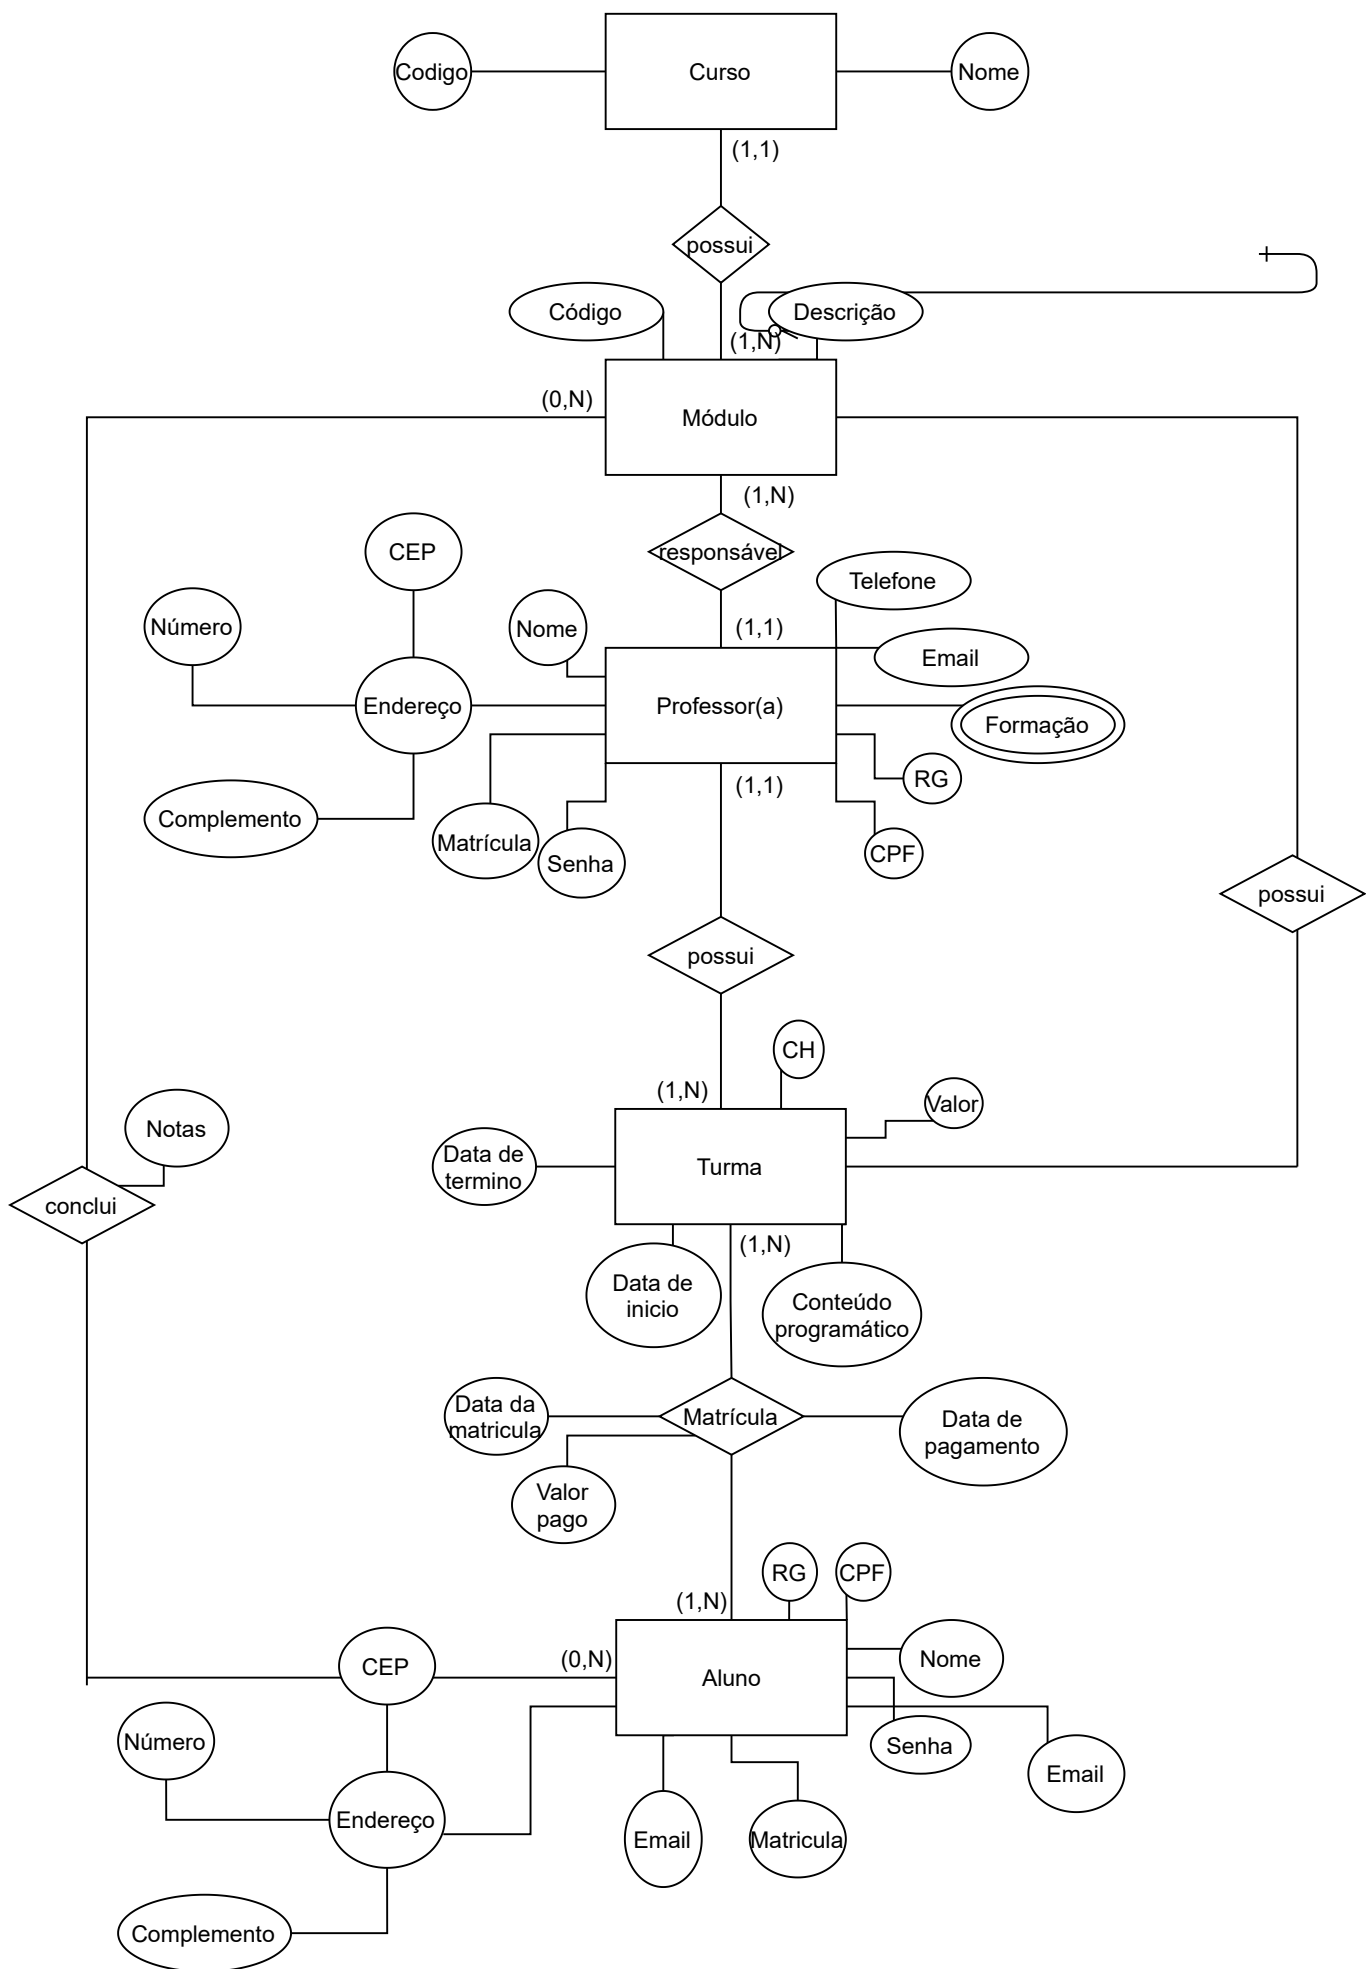 Codigo
Curso
Nome
(1,1)
possui
Código
Descrição
(1,N)
(0,N)
Módulo
(1,N)
CEP
responsável
Telefone
Número
Nome
(1,1)
Email
Endereço
Professor(a)
Formação
RG
(1,1)
Complemento
Matrícula
Senha
CPF
possui
possui
CH
(1,N)
Valor
Notas
Data de
termino
Turma
conclui
(1,N)
Data de
inicio
Conteúdo
programático
Data da
matricula
Matrícula
Data de
pagamento
Valor
pago
RG
CPF
(1,N)
CEP
(0,N)
Aluno
Nome
Número
Senha
Email
Endereço
Email
Matricula
Complemento